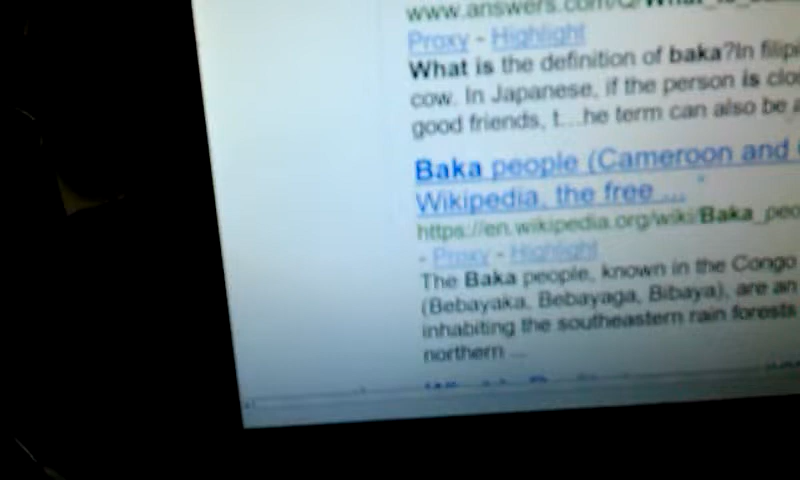 www.answers.com/Q/What_is_
Proxy - Highlight
What is the definition of baka?In filipi
cow. In Japanese, if the person is clo
good friends, t...he term can also be a
Baka people (Cameroon and
Wikipedia, the free ...
https://en.wikipedia.org/wiki/Baka_peo
- Proxy - Highlight
The Baka people, known in the Congo
(Bebayaka, Bebayaga, Bibaya), are an
inhabiting the southeastern rain forests
northern ...